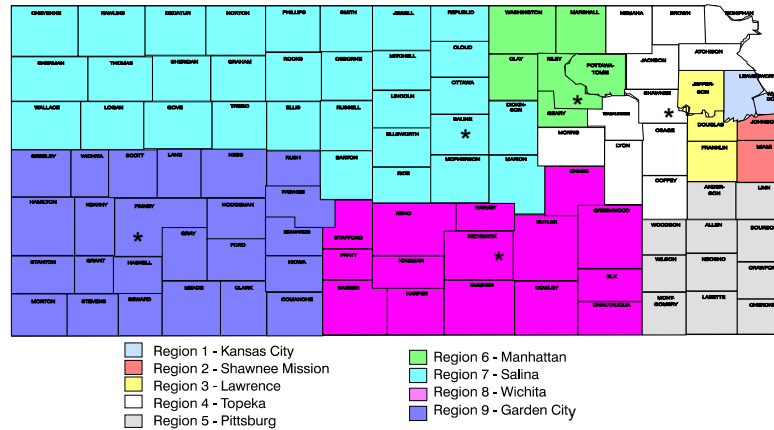 CHEYENNE RAWLINS DECATUR NORTON PHILLIPS SMITH JEWELL REPUBLIC WASHINGTON MARSHALL NEMAHA BROWN DONIPHAN
CLOUD
SHERMAN THOMAS SHERIDAN GRAHAM ROOKS OSBORNE MITCHELL CLAY RILEY POTTAWA-
TOMIE JACKSON ATCHISON
JEFFER-
SON LEAVENWORTH
OTTAWA
LINCOLN
WALLACE LOGAN GOVE TREGO ELLIS RUSSELL DICKIN-
SON GEARY WABAUNSEE SHAWNEE
SALINE *
*
*
DOUGLAS JOHNSON
ELLSWORTH MORRIS OSAGE
LYON FRANKLIN MIAMI
GREELEY WICHITA SCOTT LANE NESS RUSH BARTON RICE MCPHERSON MARION CHASE
COFFEY ANDER-
SON LINN
HAMILTON KEARNY FINNEY HODGEMAN PAWNEE
*
STAFFORD RENO HARVEY BUTLER GREENWOOD WOODSON ALLEN BOURBON
GRAY FORD EDWARDS
SEDGWICK *
STANTON GRANT HASKELL KIOWA PRATT KINGMAN ELK WILSON NEOSHO CRAWFORD
MORTON STEVENS SEWARD MEADE CLARK COMANCHE BARBER HARPER SUMNER COWLEY CHAUTAUQUA MONT-
GOMERY LABETTE CHEROKEE
Region 1 - Kansas City
Region 2 - Shawnee Mission
Region 3 - Lawrence
Region 4 - Topeka
Region 5 - Pittsburg
Region 6 - Manhattan
Region 7 - Salina
Region 8 - Wichita
Region 9 - Garden City